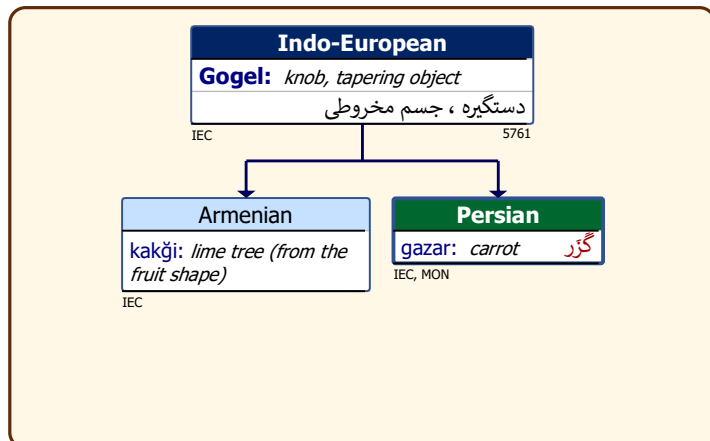 Indo-European
Gogel: knob, tapering object
دستگیره ، جسم مخروطی
IEC 5761
Armenian
kakği: lime tree (from the
fruit shape)
IEC
Persian
gazar: carrot گَزَر
IEC, MON